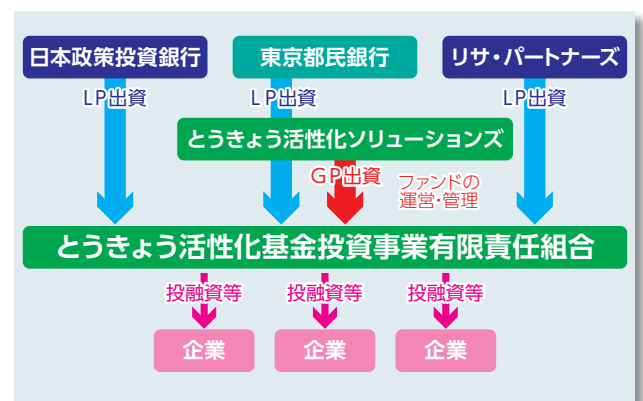 日本政策投資銀行
東京都民銀行
リサ・パートナーズ
LP出資
LP出資
LP出資
とうきょう活性化ソリューションズ
GP出資
ファンドの
運営・管理
とうきょう活性化基金投資事業有限責任組合
投融資等
投融資等
投融資等
企業
企業
企業